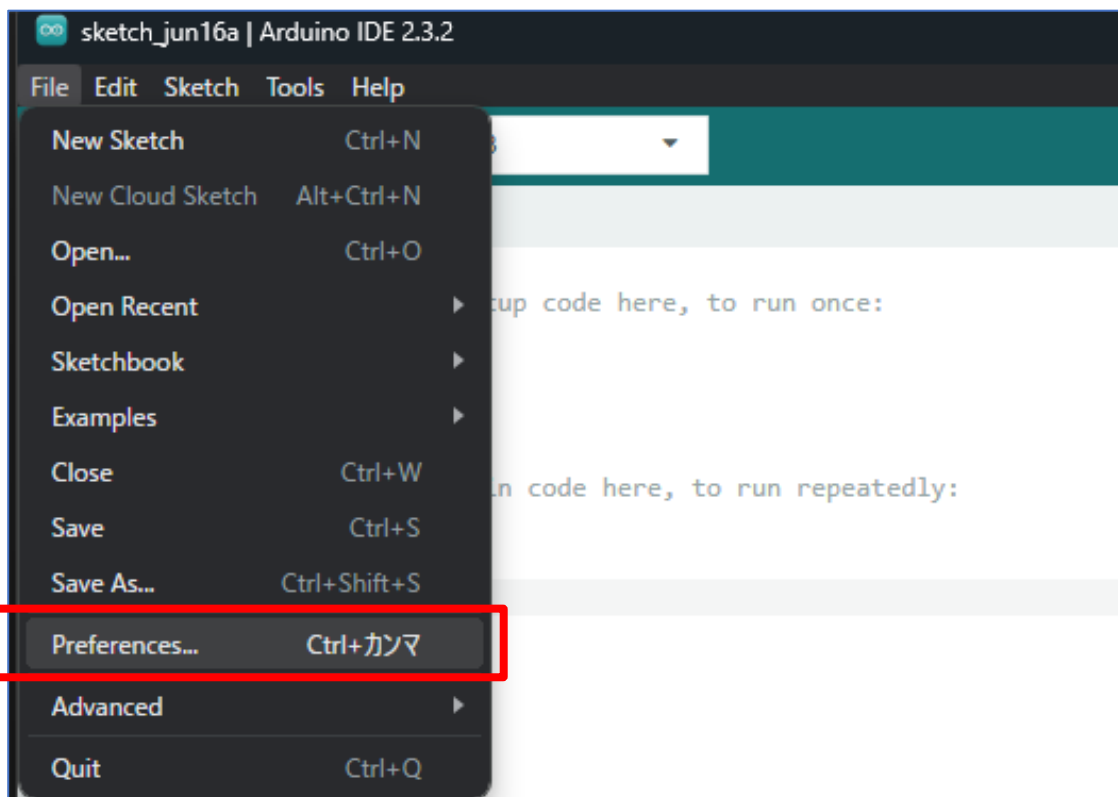 sketch_jun16a | Arduino IDE 2.3.2
File Edit Sketch Tools Help
New Sketch Ctrl+N
New Cloud Sketch Alt+Ctrl+N
Open... Ctrl+O
Open Recent
tup code here, to run once:
Sketchbook
Examples
Close Ctrl+W
n code here, to run repeatedly:
Save Ctrl+S
Save As... Ctrl+Shift+S
Preferences... Ctrl+カンマ
Advanced
Quit Ctrl+Q